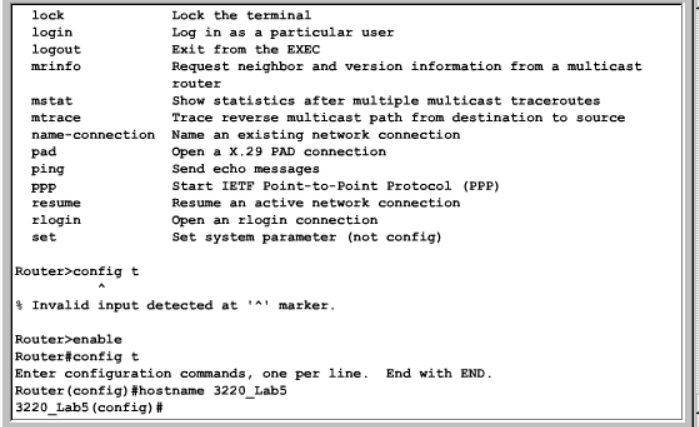 lock Lock the terminal
login Log in as a particular user
logout Exit from the EXEC
mrinfo Request neighbor and version information from a multicast
router
mstat Show statistics after multiple multicast traceroutes
mtrace Trace reverse multicast path from destination to source
name-connection Name an existing network connection
pad Open a X.29 PAD connection
ping Send echo messages
ppp Start IETF Point-to-Point Protocol (PPP)
resume Resume an active network connection
rlogin Open an rlogin connection
set Set system parameter (not config)
Router>config t
^
% Invalid input detected at '^' marker.
Router>enable
Router#config t
Enter configuration commands, one per line. End with END.
Router(config)#hostname 3220_Lab5
3220_Lab5(config)#